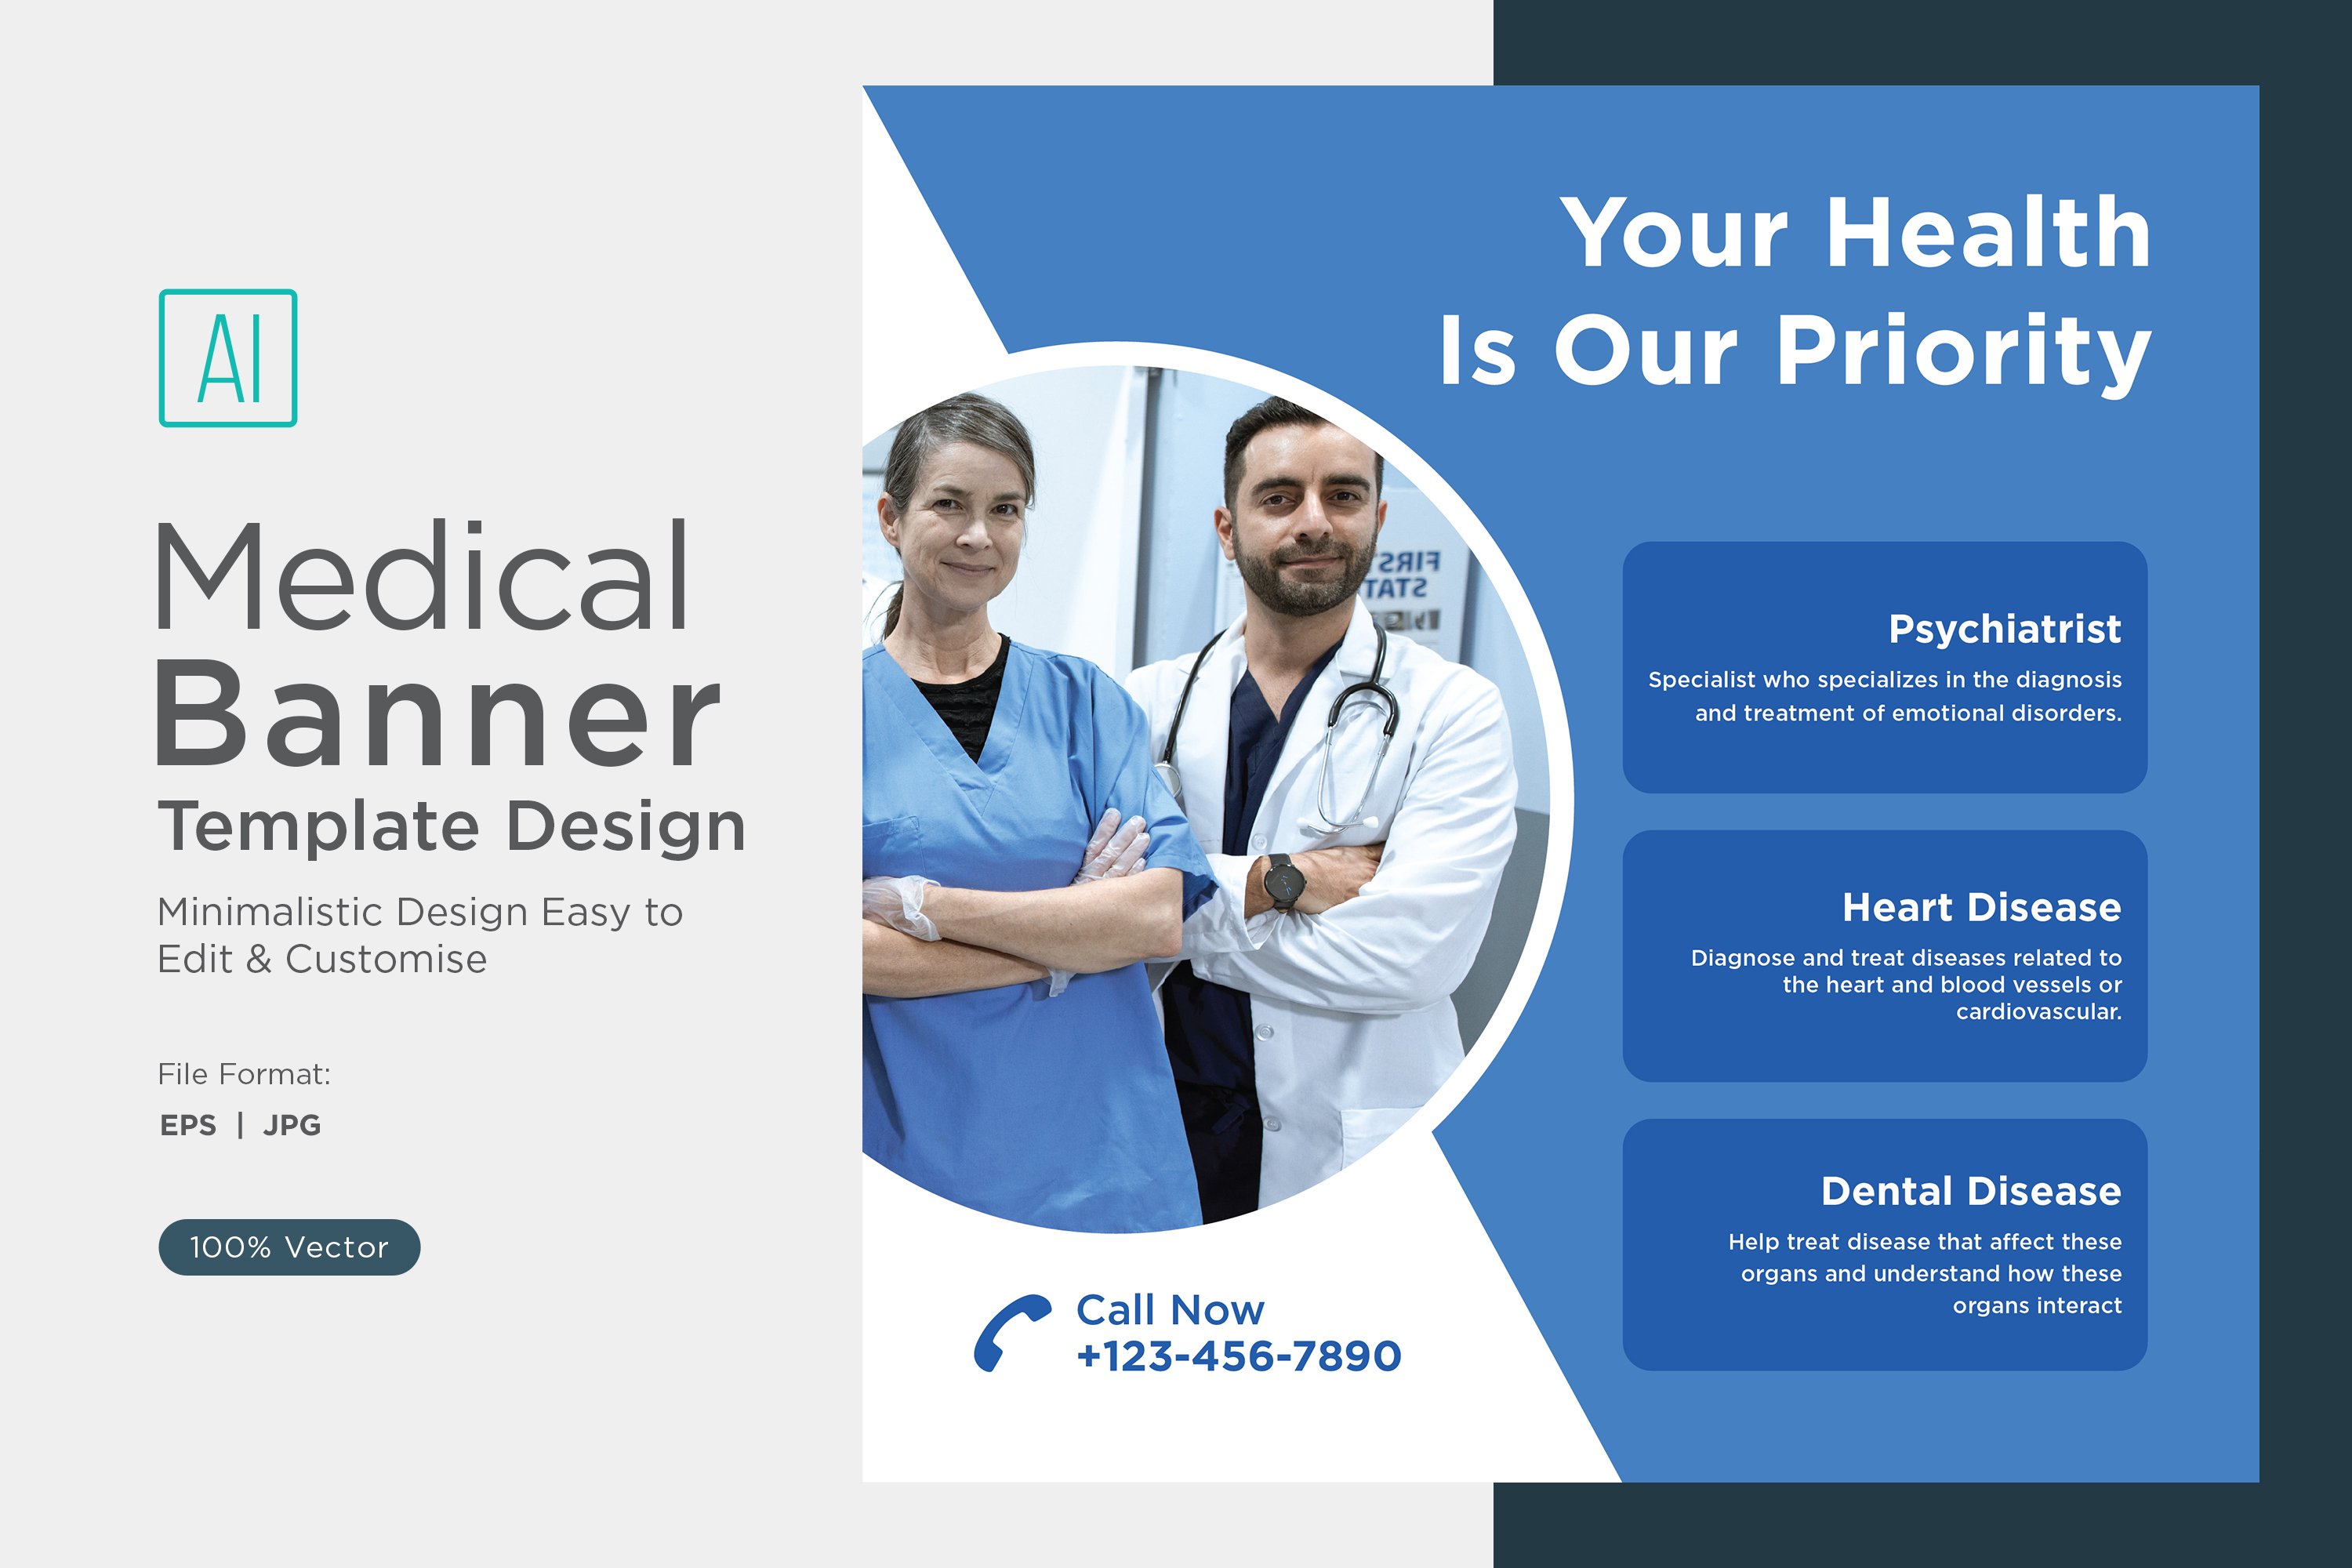 AI
Medical
Banner
Template Design
Minimalistic Design Easy to
Edit & Customise
File Format:
EPS | JPG
100% Vector
Your Health
Is Our Priority
FIRS
STAT
Psychiatrist
Specialist who specializes in the diagnosis
and treatment of emotional disorders.
Heart Disease
Diagnose and treat diseases related to
the heart and blood vessels or
cardiovascular.
Dental Disease
Help treat disease that affect these
organs and understand how these
organs interact
Call Now
+123-456-7890